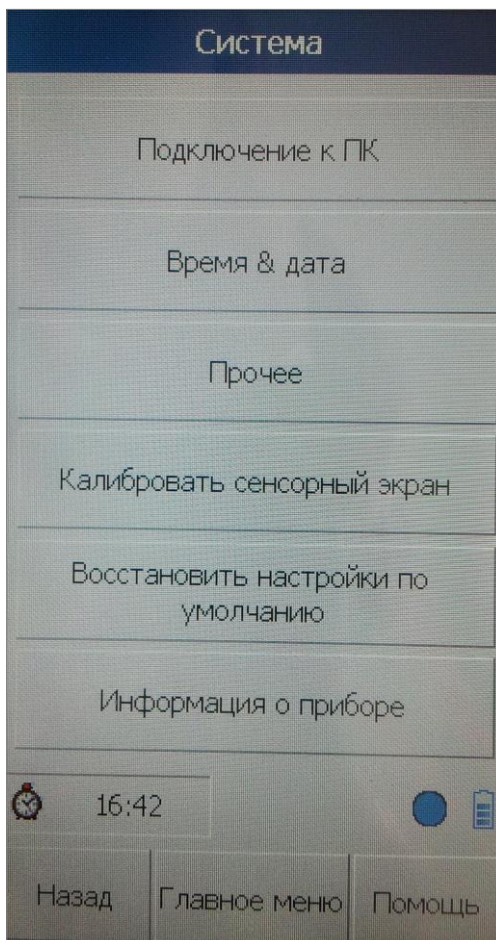 Система
Подключение к ПК
Время & дата
Прочее
Калибровать сенсорный экран
Восстановить настройки по
умолчанию
Информация о приборе
16:42
Назад
Главное меню
Помощь